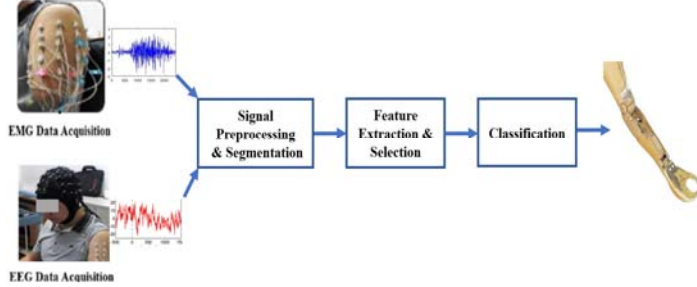 EMG Data Acquisition
Signal
Preprocessing
& Segmentation
Feature
Extraction &
Selection
Classification
EEG Data Acquisition